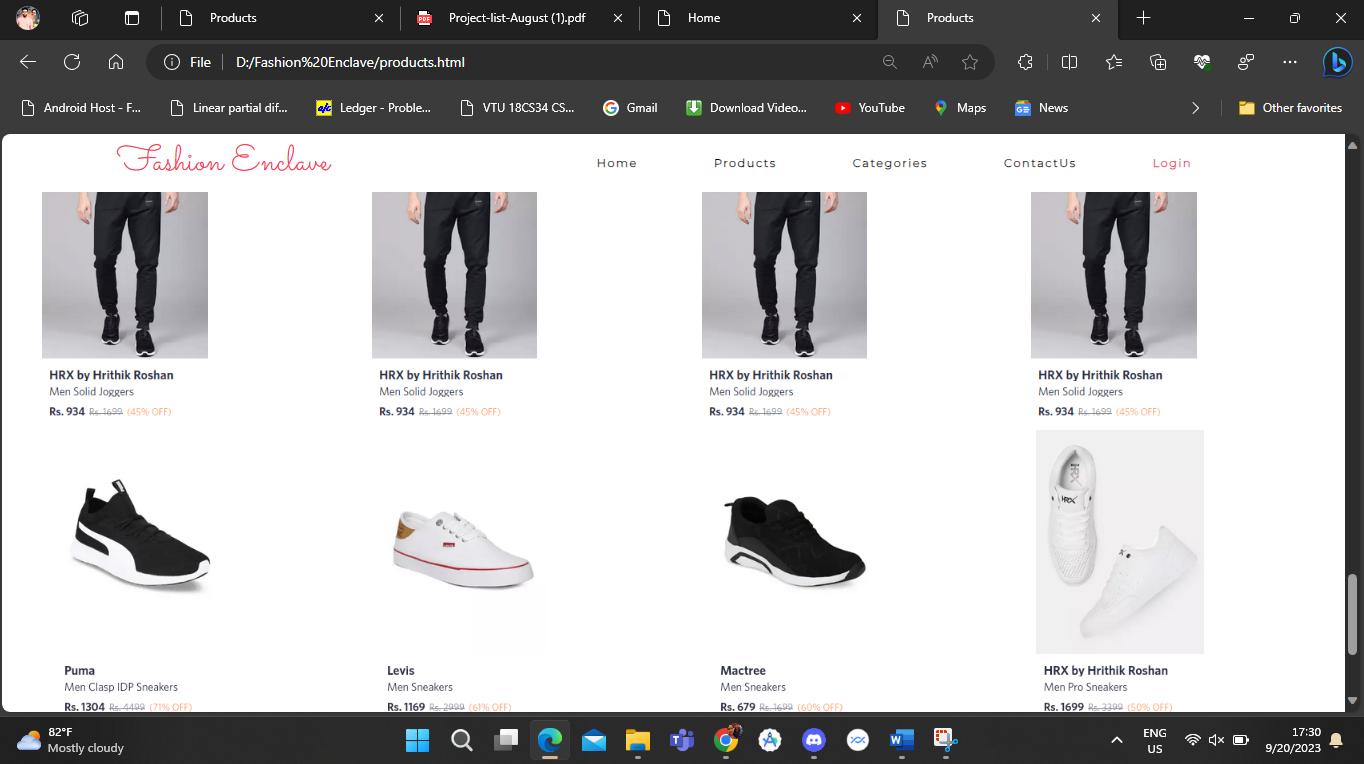 Products
Project-list-August (1).pdf
Home
Products
File
D:/Fashion%20Enclave/products.html
Android Host - F...
Linear partial dif...
Ledger - Proble...
VTU 18CS34 CS...
Gmail
Download Video...
YouTube
Maps
News
Other favorites
Fashion Enclave
Home
Products
Categories
ContactUs
Login
HRX by Hrithik Roshan
Men Solid Joggers
Rs. 934 Rs. 1699 (45% OFF)
HRX by Hrithik Roshan
Men Solid Joggers
Rs. 934 Rs. 1699 (45% OFF)
HRX by Hrithik Roshan
Men Solid Joggers
Rs. 934 Rs. 1699 (45% OFF)
HRX by Hrithik Roshan
Men Solid Joggers
Rs. 934 Rs. 1699 (45% OFF)
Puma
Men Clasp IDP Sneakers
Rs. 1304 Rs. 4499 (71% OFF)
Levis
Men Sneakers
Rs. 1169 Rs. 2999 (61% OFF)
Mactree
Men Sneakers
Rs. 679 Rs. 1699 (60% OFF)
HRX
HRX by Hrithik Roshan
Men Pro Sneakers
Rs. 1699 Rs. 3399 (50% OFF)
82°F
Mostly cloudy
ENG
US
17:30
9/20/2023